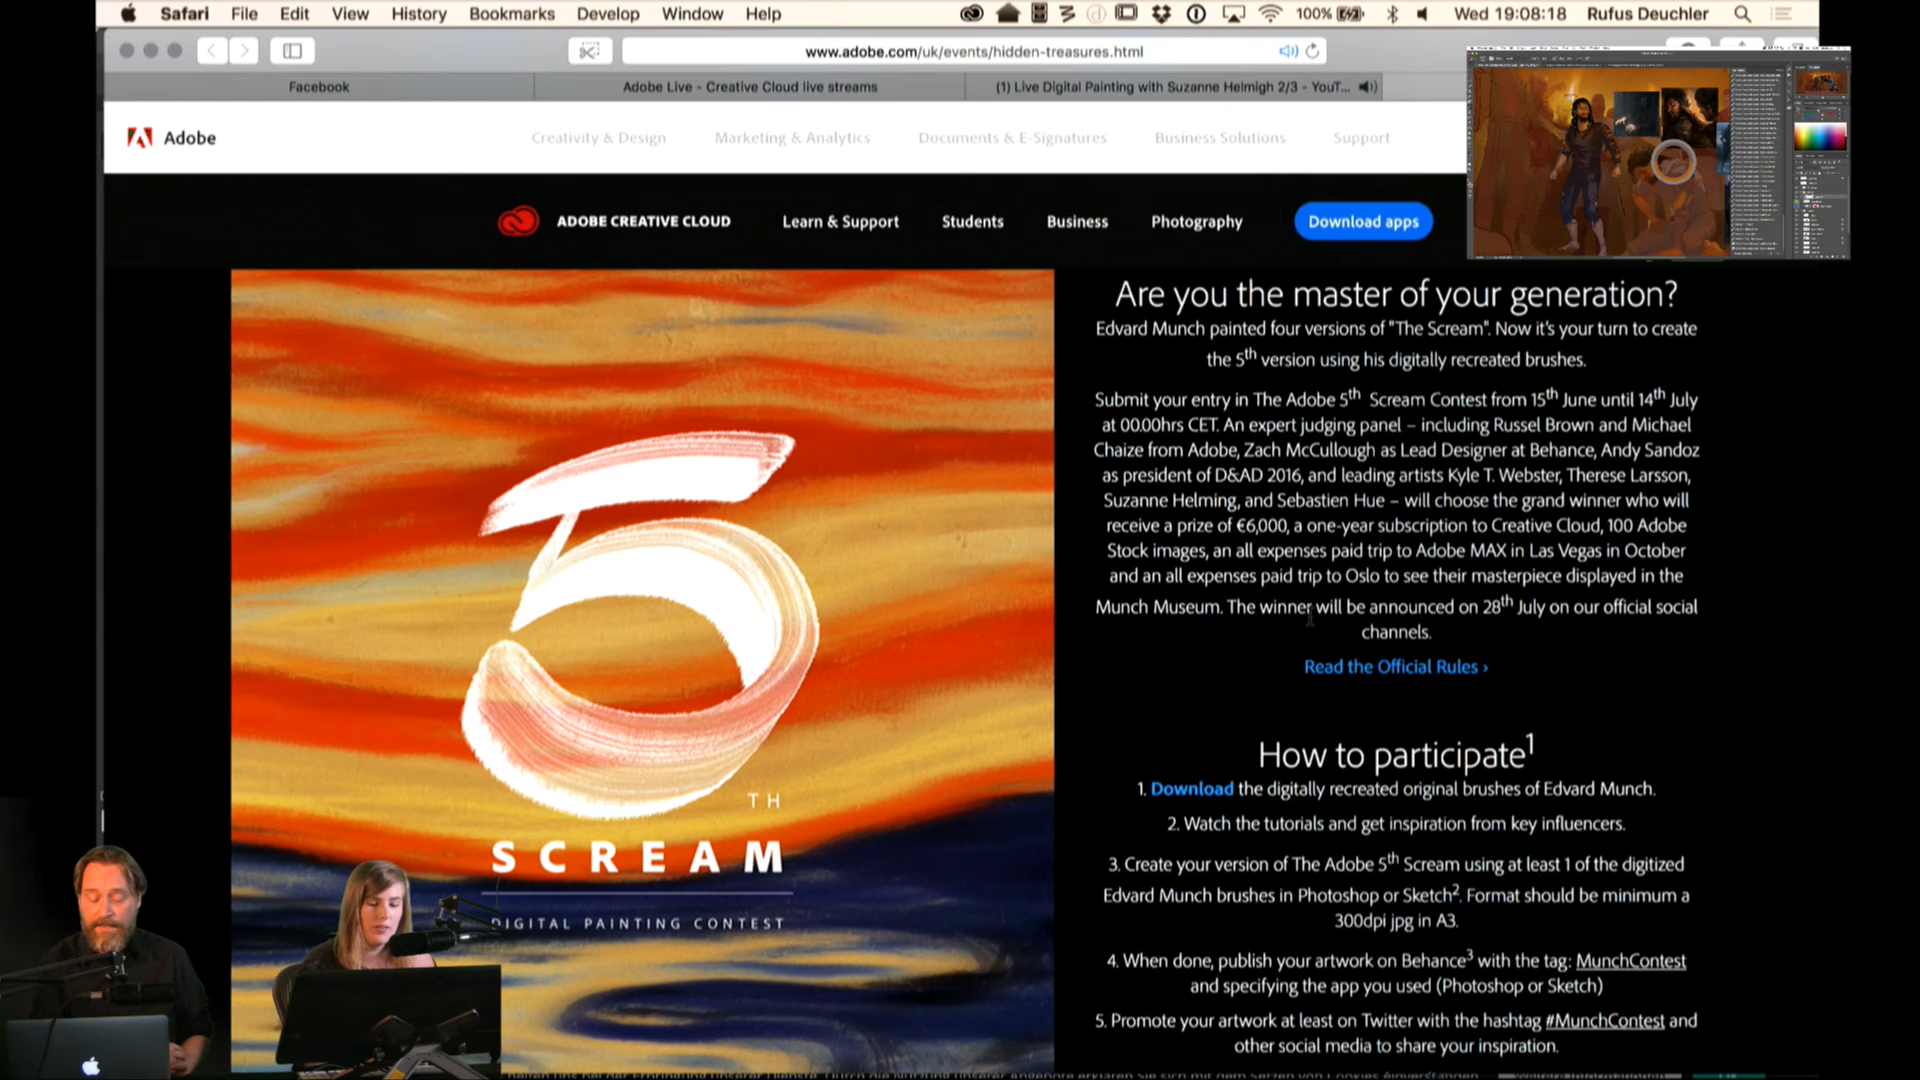 Safari File Edit View History Bookmarks Develop Window Help 100% Wed 19:08:18 Rufus Deuchler
www.adobe.com/uk/events/hidden-treasures.html
Facebook
Adobe Live - Creative Cloud live streams
(1) Live Digital Painting with Suzanne Helmigh 2/3 - YouT...
Adobe
Creativity & Design Marketing & Analytics Documents & E-Signatures Business Solutions Support
ADOBE CREATIVE CLOUD Learn & Support Students Business Photography Download apps
5
TH
SCREAM
DIGITAL PAINTING CONTEST
Are you the master of your generation?
Edvard Munch painted four versions of "The Scream". Now it's your turn to create
the 5th version using his digitally recreated brushes.
Submit your entry in The Adobe 5th Scream Contest from 15th June until 14th July
at 00.00hrs CET. An expert judging panel – including Russel Brown and Michael
Chaize from Adobe, Zach McCullough as Lead Designer at Behance, Andy Sandoz
as president of D&AD 2016, and leading artists Kyle T. Webster, Therese Larsson,
Suzanne Helming, and Sebastien Hue – will choose the grand winner who will
receive a prize of €6,000, a one-year subscription to Creative Cloud, 100 Adobe
Stock images, an all expenses paid trip to Adobe MAX in Las Vegas in October
and an all expenses paid trip to Oslo to see their masterpiece displayed in the
Munch Museum. The winner will be announced on 28th July on our official social
channels.
Read the Official Rules ›
How to participate1
1. Download the digitally recreated original brushes of Edvard Munch.
2. Watch the tutorials and get inspiration from key influencers.
3. Create your version of The Adobe 5th Scream using at least 1 of the digitized
Edvard Munch brushes in Photoshop or Sketch2. Format should be minimum a
300dpi jpg in A3.
4. When done, publish your artwork on Behance3 with the tag: MunchContest
and specifying the app you used (Photoshop or Sketch)
5. Promote your artwork at least on Twitter with the hashtag #MunchContest and
other social media to share your inspiration.